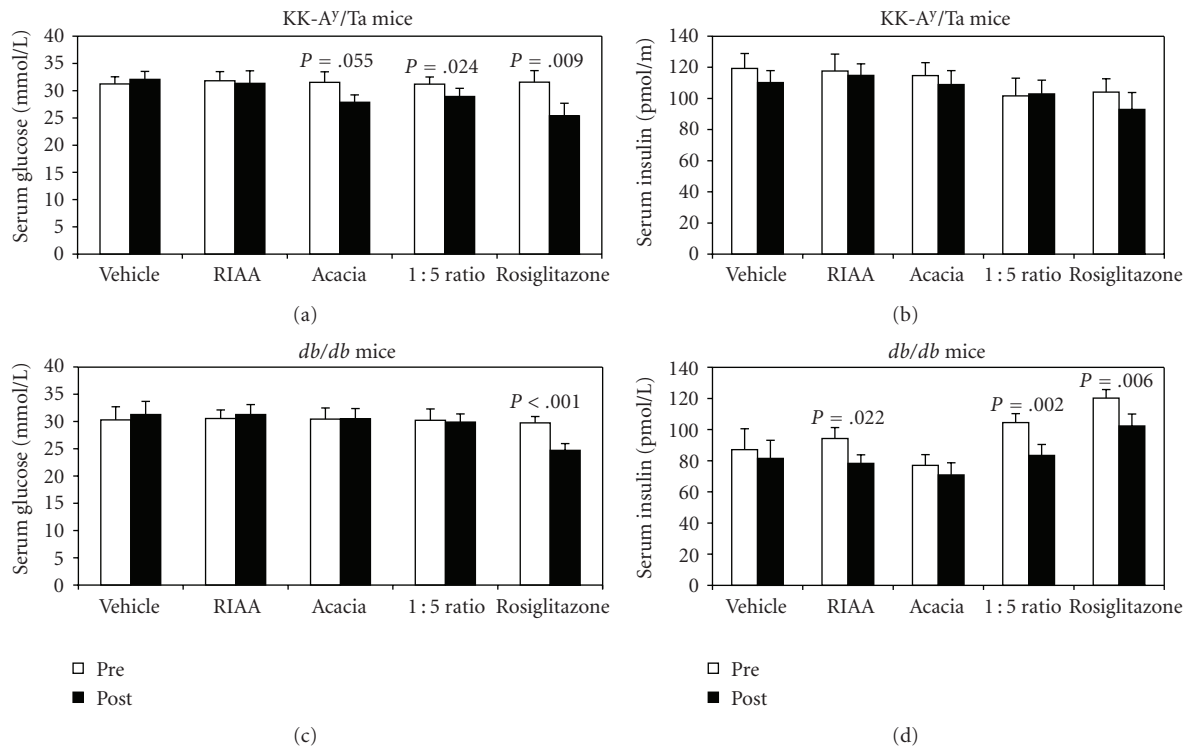 KK-Aʸ/Ta mice
Serum glucose (mmol/L)
40
35
30
25
20
15
10
5
0
P = .055
P = .024
P = .009
Vehicle RIAA Acacia 1 : 5 ratio Rosiglitazone
(a)
KK-Aʸ/Ta mice
Serum insulin (pmol/m)
140
120
100
80
60
40
20
0
Vehicle RIAA Acacia 1 : 5 ratio Rosiglitazone
(b)
db/db mice
Serum glucose (mmol/L)
40
35
30
25
20
15
10
5
0
P < .001
Vehicle RIAA Acacia 1 : 5 ratio Rosiglitazone
Pre
Post
(c)
db/db mice
Serum insulin (pmol/L)
140
120
100
80
60
40
20
0
P = .022
P = .002
P = .006
Vehicle RIAA Acacia 1 : 5 ratio Rosiglitazone
Pre
Post
(d)